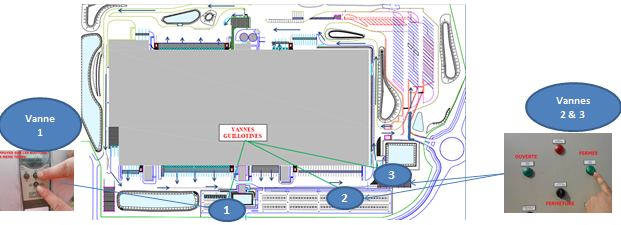 Vanne
1
Vannes
2 & 3
VANNES
GUILLOTINES
OUVERTE
FERMEE
FERMETURE
1
2
3